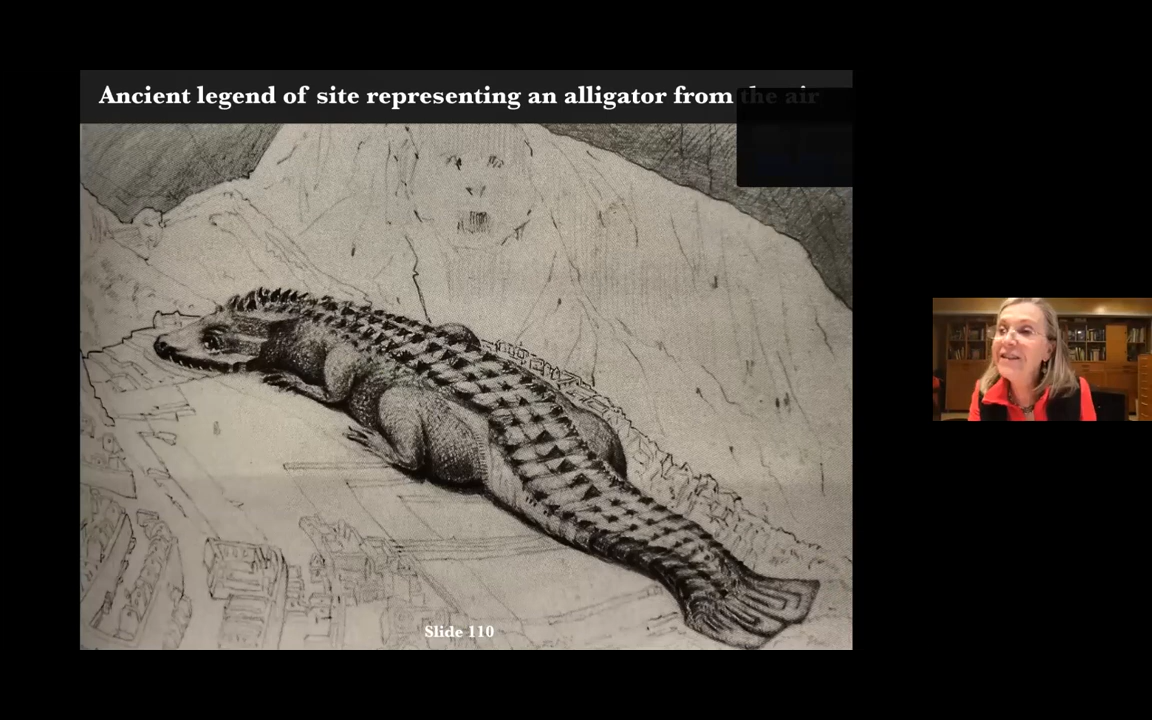 Ancient legend of site representing an alligator from the air
Slide 110